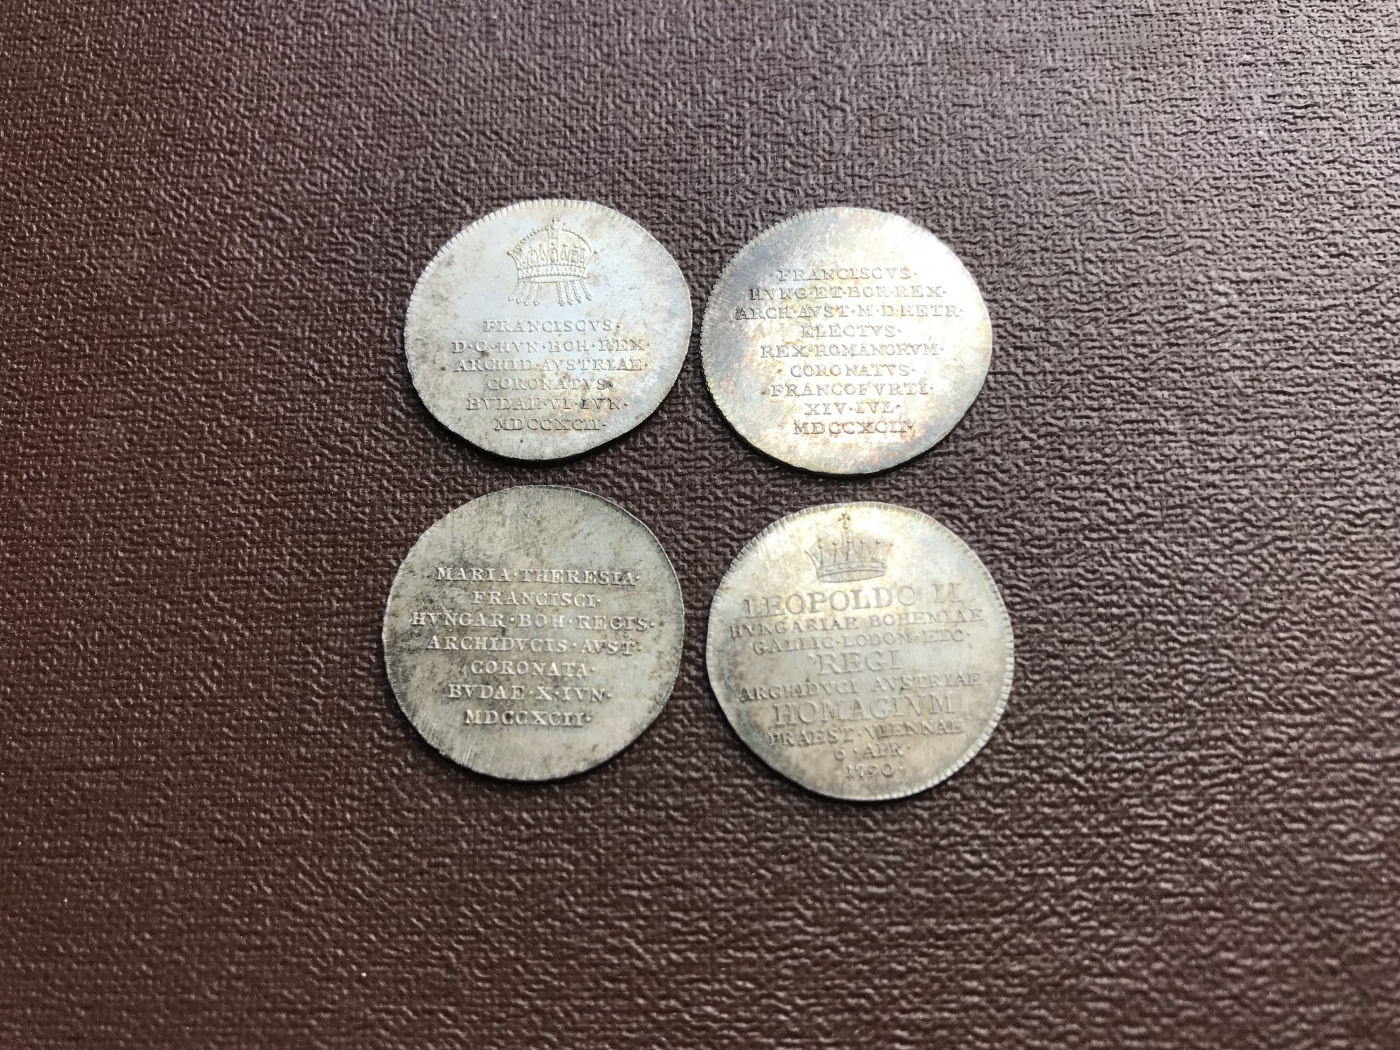 FRANCISCVS·
D·G·HVN·BOH·REX·
ARCHID·AVSTRIAE·
CORONATVS·
BVDAE·VI·IVN·
MDCCXCII·
FRANCISCVS·
HVNG·ET·BOH·REX·
ARCH·AVST·M·D·HETR·
ELECTVS·
REX·ROMANORVM·
CORONATVS·
FRANCOFVRTI·
XIV·IVL·
MDCCXCII·
MARIA·THERESIA·
FRANCISCI·
HVNGAR·BOH·REGIS·
ARCHIDVCIS·AVST·
CORONATA·
BVDAE·X·IVN·
MDCCXCII·
LEOPOLDO II
HVNGARIAE BOHEMIAE
GALLIC·LODOM·ETC·
REGI
ARCHIDVCI AVSTRIAE
HOMAGIVM
PRAEST·VIENNAE
6·APR·
1790·